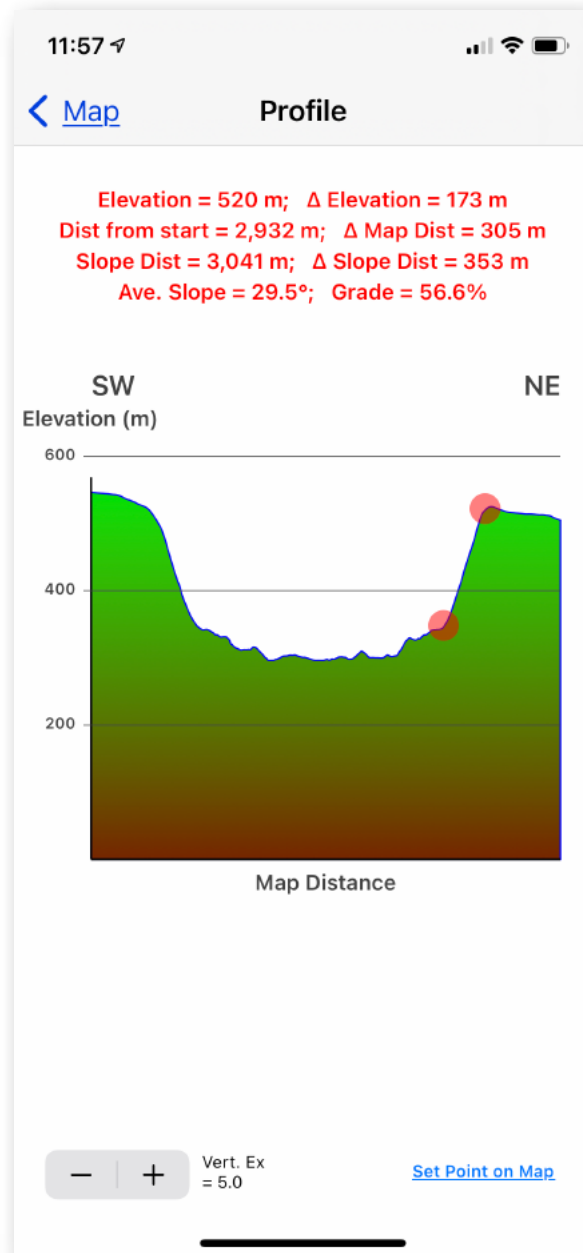 11:57
Map
Profile
Elevation = 520 m; Δ Elevation = 173 m
Dist from start = 2,932 m; Δ Map Dist = 305 m
Slope Dist = 3,041 m; Δ Slope Dist = 353 m
Ave. Slope = 29.5°; Grade = 56.6%
SW NE
Elevation (m)
600
400
200
Map Distance
− +
Vert. Ex
= 5.0
Set Point on Map